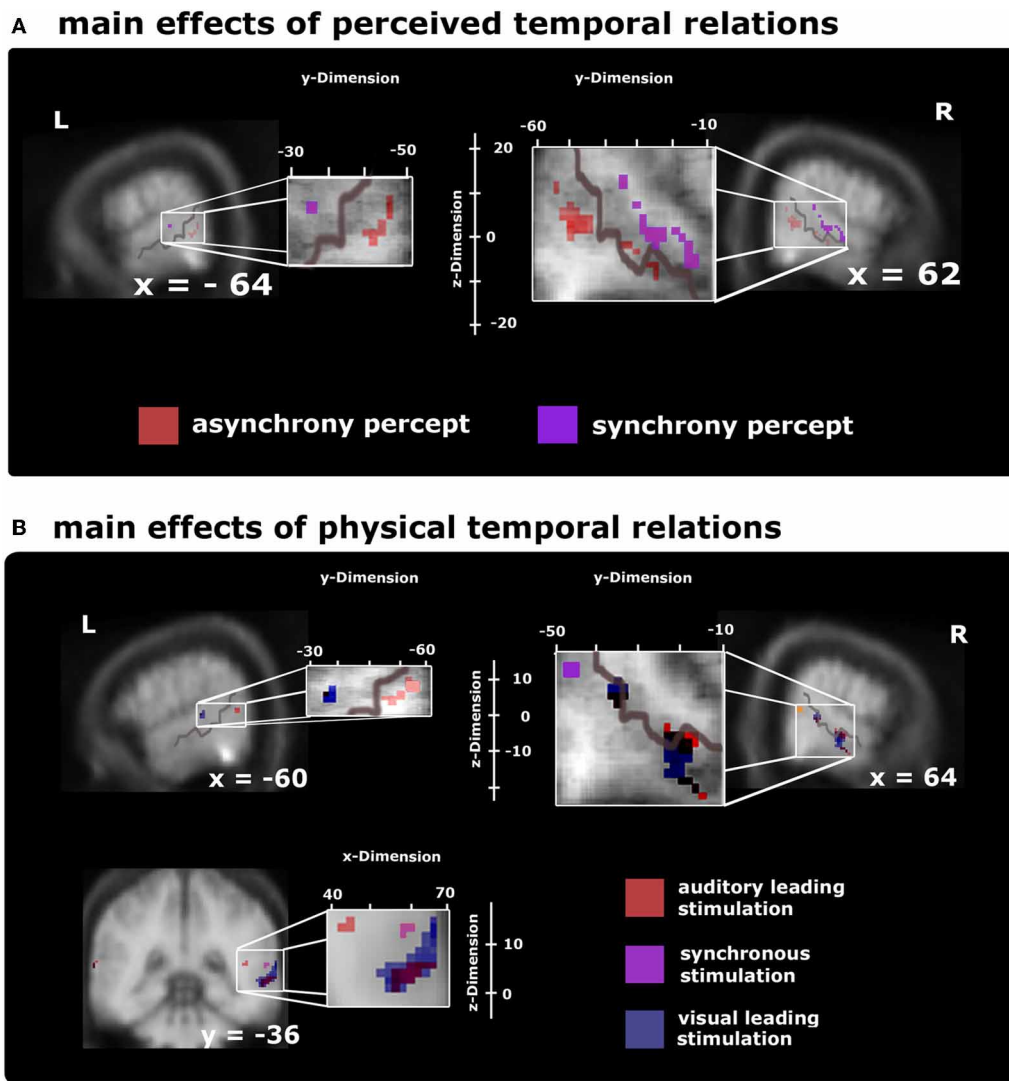 A main effects of perceived temporal relations
y-Dimension
y-Dimension
L
R
-30
-50
-60
-10
20
z-Dimension
0
-20
x = - 64
x = 62
asynchrony percept
synchrony percept
B main effects of physical temporal relations
y-Dimension
y-Dimension
L
R
-30
-60
-50
-10
z-Dimension
10
0
-10
x = -60
x = 64
x-Dimension
40
70
z-Dimension
10
0
y = -36
auditory leading
stimulation
synchronous
stimulation
visual leading
stimulation